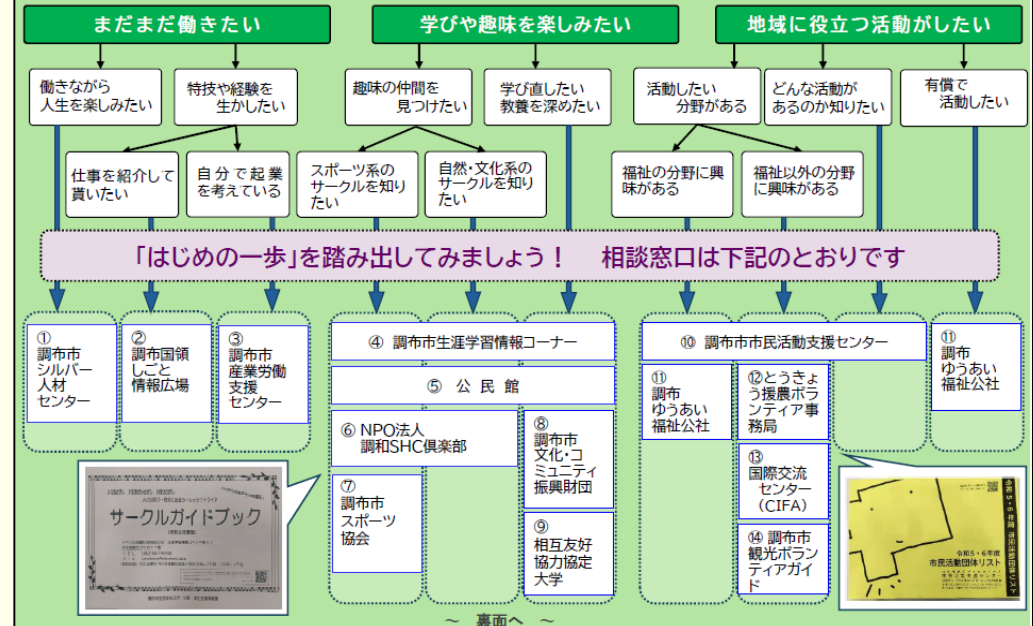 まだまだ働きたい
学びや趣味を楽しみたい
地域に役立つ活動がしたい
働きながら
人生を楽しみたい
特技や経験を
生かしたい
趣味の仲間を
見つけたい
学び直したい
教養を深めたい
活動したい
分野がある
どんな活動が
あるのか知りたい
有償で
活動したい
仕事を紹介して
貰いたい
自分で起業
を考えている
スポーツ系の
サークルを知り
たい
自然・文化系の
サークルを知り
たい
福祉の分野に興
味がある
福祉以外の分野
に興味がある
「はじめの一歩」を踏み出してみましょう！　相談窓口は下記のとおりです
①
調布市
シルバー
人材
センター
②
調布国領
しごと
情報広場
③
調布市
産業労働
支援
センター
④ 調布市生涯学習情報コーナー
⑤ 公 民 館
⑥ NPO法人
調和SHC倶楽部
⑦
調布市
スポーツ
協会
⑧
調布市
文化・コ
ミュニティ
振興財団
⑨
相互友好
協力協定
大学
⑩ 調布市市民活動支援センター
⑪
調布
ゆうあい
福祉公社
⑫とうきょ
う援農ボラ
ンティア事
務局
⑬
国際交流
センター
（CIFA）
⑭ 調布市
観光ボラン
ティアガイ
ド
⑪
調布
ゆうあい
福祉公社
サークルガイドブック
令和5・6年度
市民活動団体リスト
令和5・6年度 市民活動団体リスト
～ 裏面へ ～